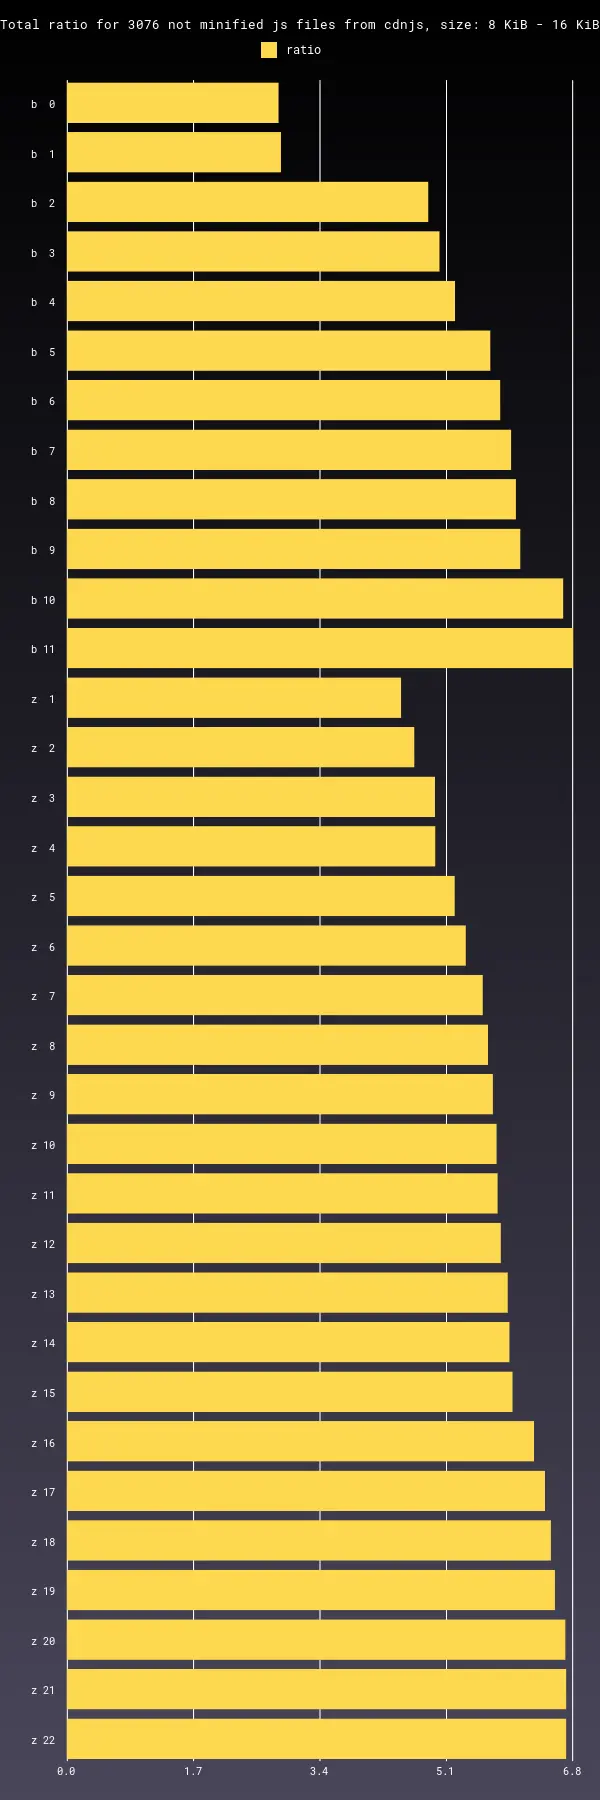 Total ratio for 3076 not minified js files from cdnjs, size: 8 KiB - 16 KiB
ratio
b 0
b 1
b 2
b 3
b 4
b 5
b 6
b 7
b 8
b 9
b 10
b 11
z 1
z 2
z 3
z 4
z 5
z 6
z 7
z 8
z 9
z 10
z 11
z 12
z 13
z 14
z 15
z 16
z 17
z 18
z 19
z 20
z 21
z 22
0.0 1.7 3.4 5.1 6.8